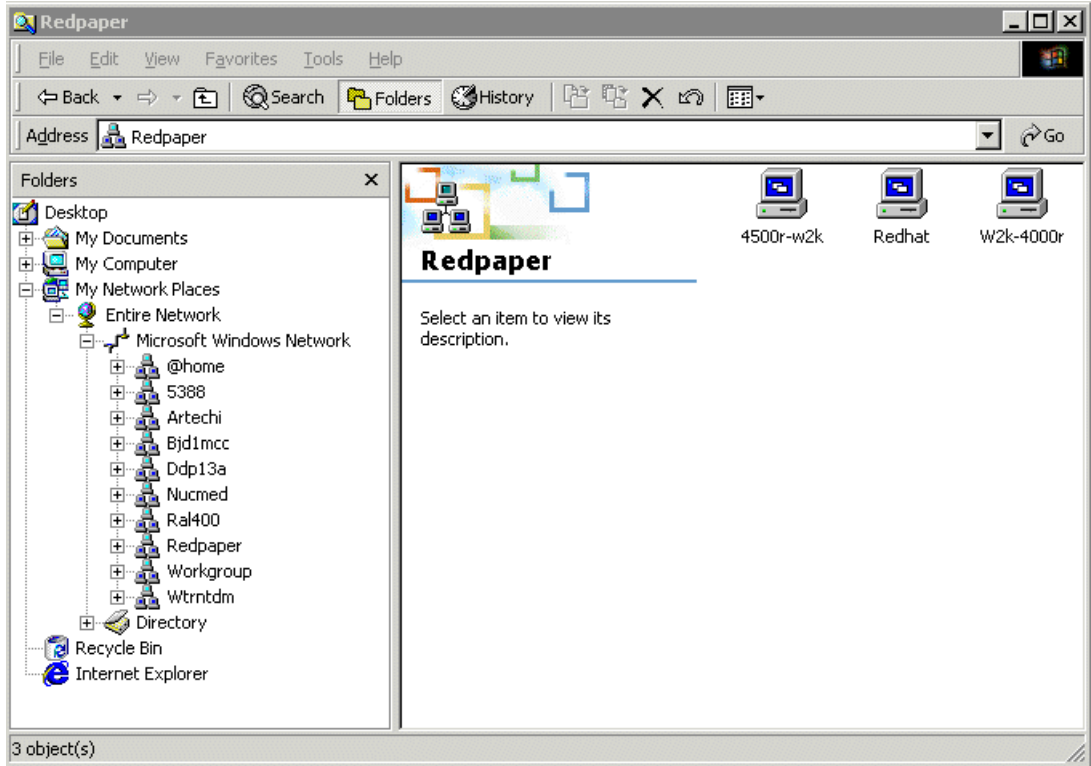 Redpaper
File Edit View Favorites Tools Help
Back Search Folders History
Address Redpaper Go
Folders
Desktop
My Documents
My Computer
My Network Places
Entire Network
Microsoft Windows Network
@home
5388
Artechi
Bjd1mcc
Ddp13a
Nucmed
Ral400
Redpaper
Workgroup
Wtrntdm
Directory
Recycle Bin
Internet Explorer
Redpaper
Select an item to view its
description.
4500r-w2k Redhat W2k-4000r
3 object(s)